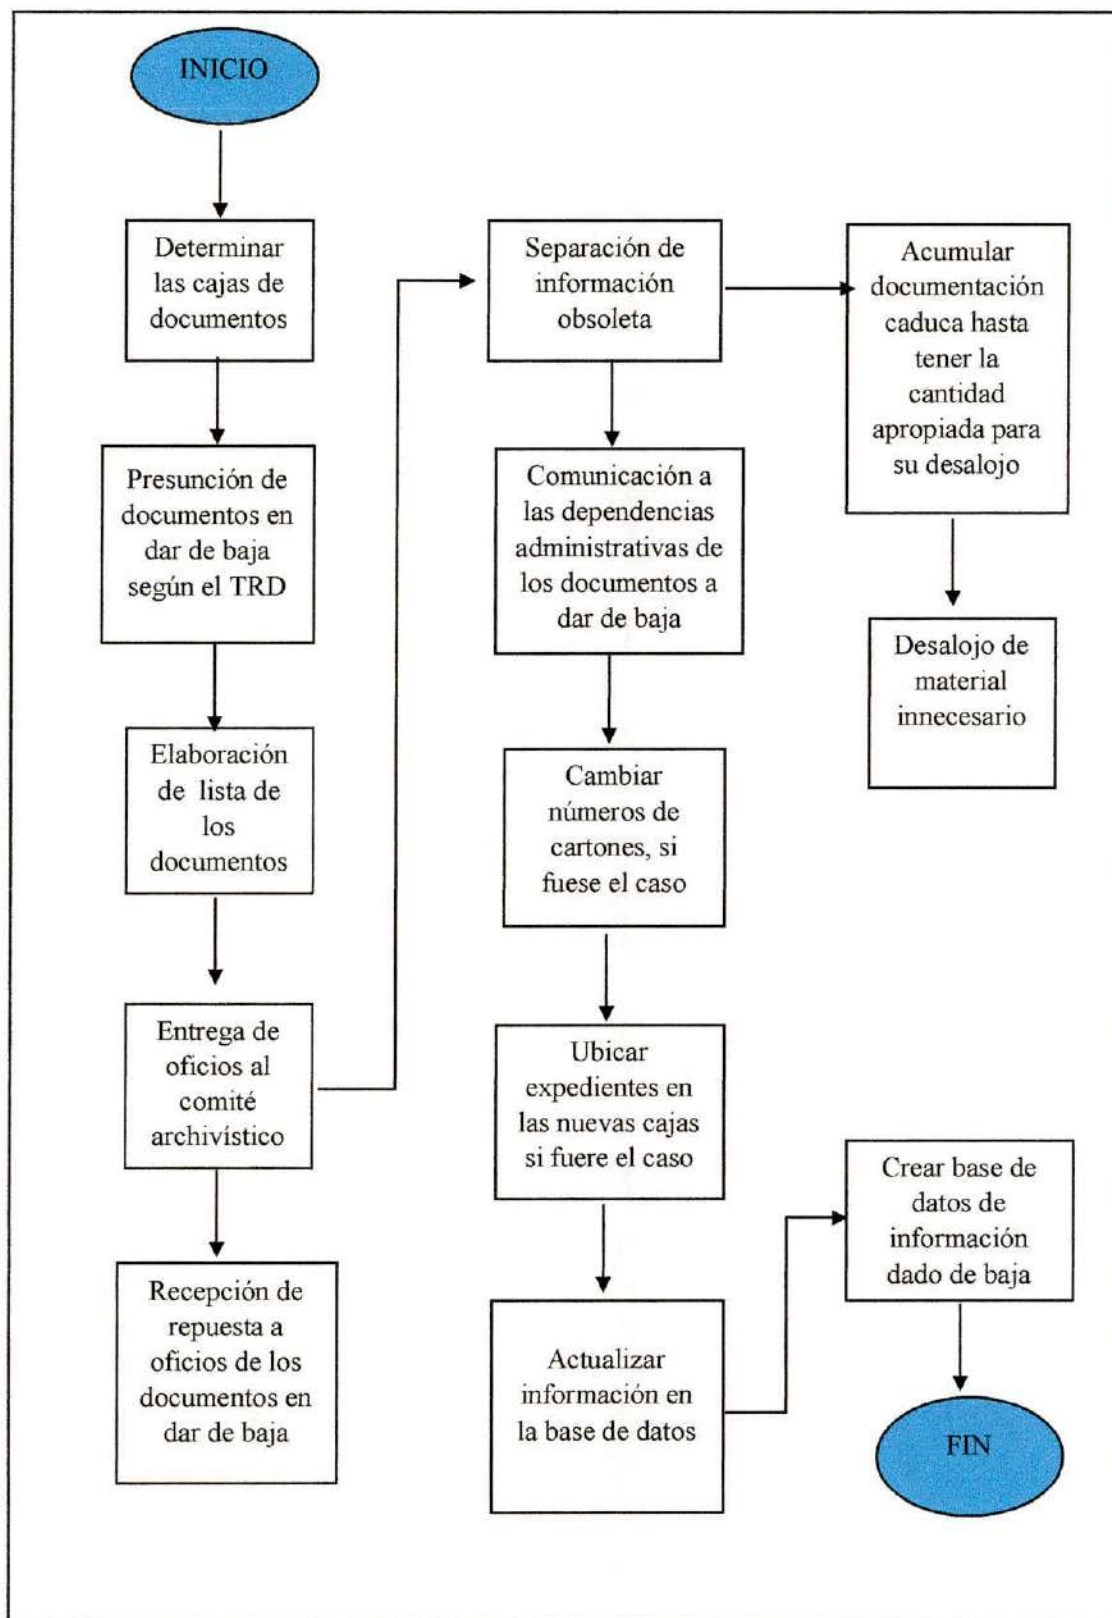 INICIO
Determinar
las cajas de
documentos
Presunción de
documentos en
dar de baja
según el TRD
Elaboración
de lista de
los
documentos
Entrega de
oficios al
comité
archivístico
Recepción de
repuesta a
oficios de los
documentos en
dar de baja
Separación de
información
obsoleta
Comunicación a
las dependencias
administrativas de
los documentos a
dar de baja
Cambiar
números de
cartones, si
fuese el caso
Ubicar
expedientes en
las nuevas cajas
si fuere el caso
Actualizar
información en
la base de datos
Acumular
documentación
caduca hasta
tener la
cantidad
apropiada para
su desalojo
Desalojo de
material
innecesario
Crear base de
datos de
información
dado de baja
FIN